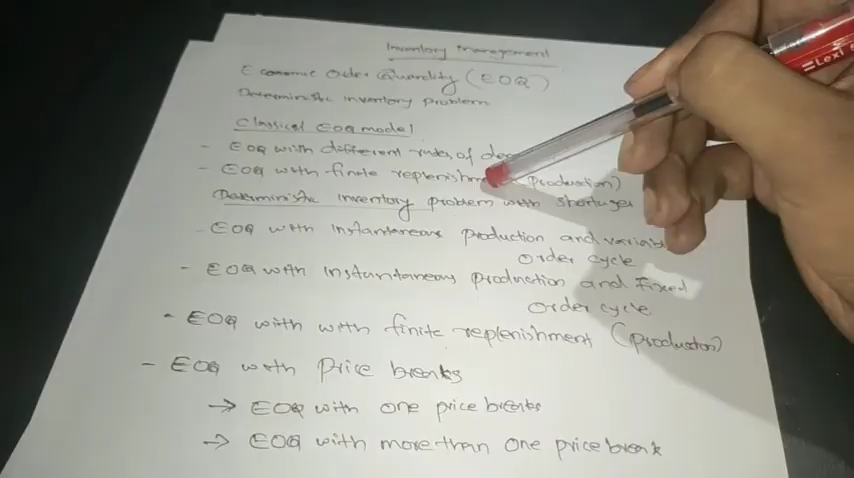 Inventory management
Economic Order Quantity (EOQ)
Deterministic inventory problem
Classical EOQ model
- EOQ with different rates of
- EOQ with finite replenishm (production)
Deterministic inventory problem with shortages
- EOQ with instantaneous production and variable
order cycle
- EOQ with instantaneous production and fixed
order cycle
- EOQ with with finite replenishment (production)
- EOQ with price breaks
→ EOQ with one price breaks
→ EOQ with more than one price break
Lexi